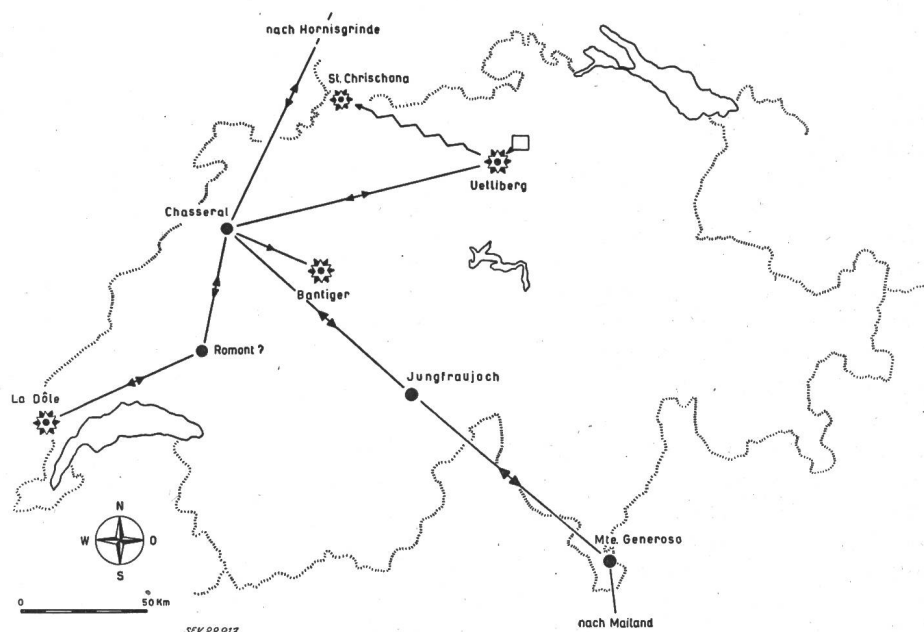 nach Hornisgrinde
St. Chrischona
Uetliberg
Chasseral
Bantiger
Romont ?
Jungfraujoch
La Dôle
N
W O
S
Mte. Generoso
0 50 Km
nach Mailand